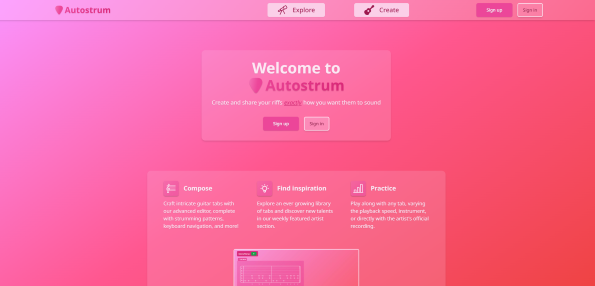 Autostrum
Explore
Create
Sign up
Sign in
Welcome to
Autostrum
Create and share your riffs exactly how you want them to sound
Sign up
Sign in
Compose
Craft intricate guitar tabs with
our advanced editor, complete
with strumming patterns,
keyboard navigation, and more!
Find inspiration
Explore an ever growing library
of tabs and discover new talents
in our weekly featured artist
section.
Practice
Play along with any tab, varying
the playback speed, instrument,
or directly with the artist's official
recording.